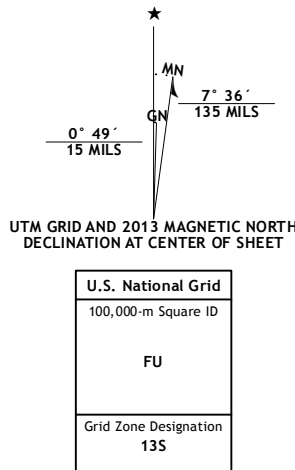 MN
GN
7° 36´
135 MILS
0° 49´
15 MILS
UTM GRID AND 2013 MAGNETIC NORTH
DECLINATION AT CENTER OF SHEET
U.S. National Grid
100,000-m Square ID
FU
Grid Zone Designation
13S